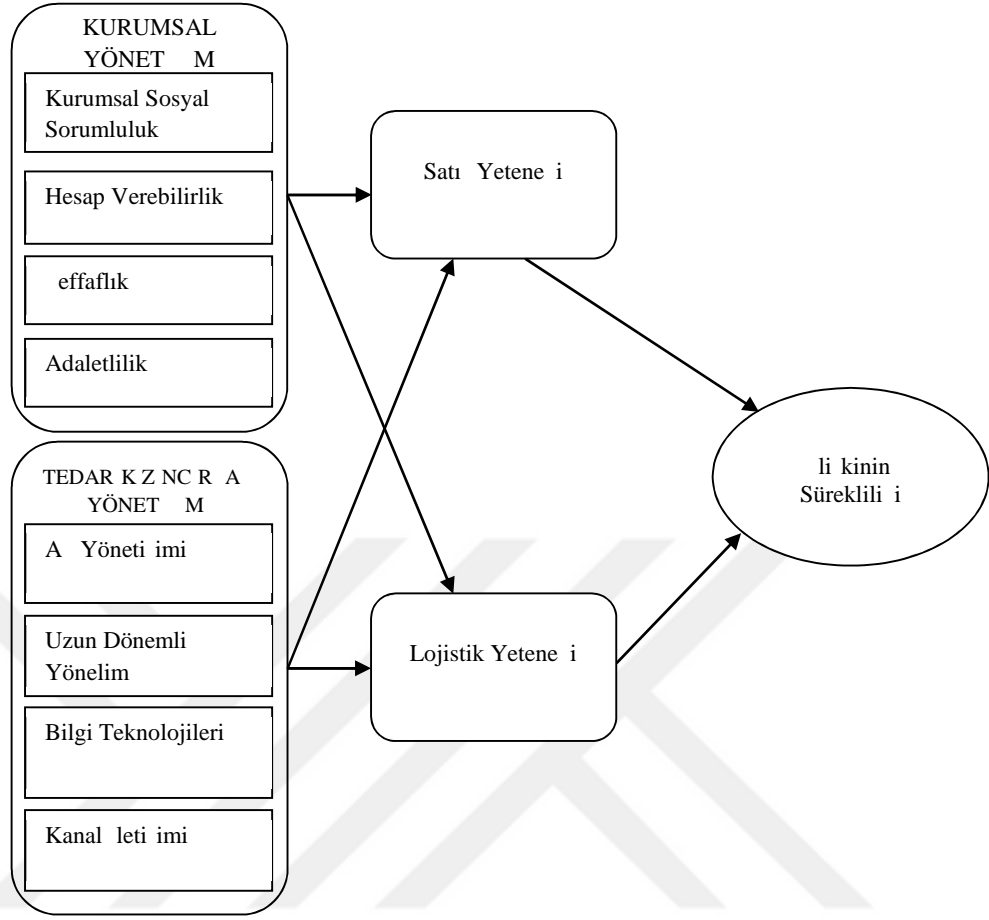 KURUMSAL
YÖNET M
Kurumsal Sosyal
Sorumluluk
Hesap Verebilirlik
effaflık
Adaletlilik
TEDAR K Z NC R A
YÖNET M
A Yöneti imi
Uzun Dönemli
Yönelim
Bilgi Teknolojileri
Kanal leti imi
Satı Yetene i
Lojistik Yetene i
li kinin
Süreklili i